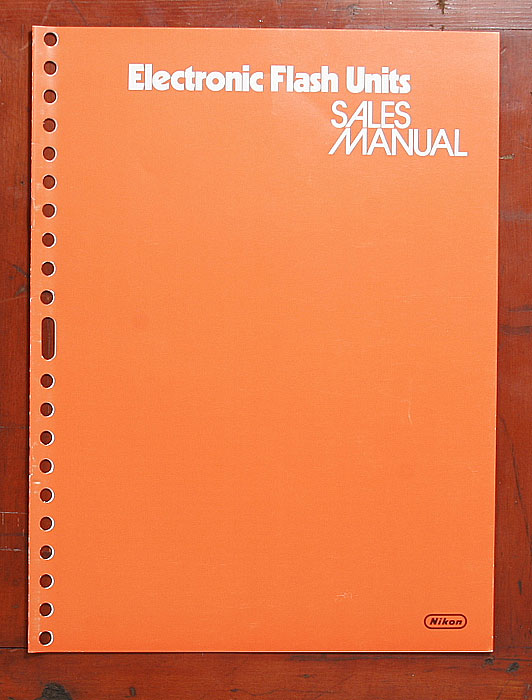 Electronic Flash Units
SALES
MANUAL
Nikon